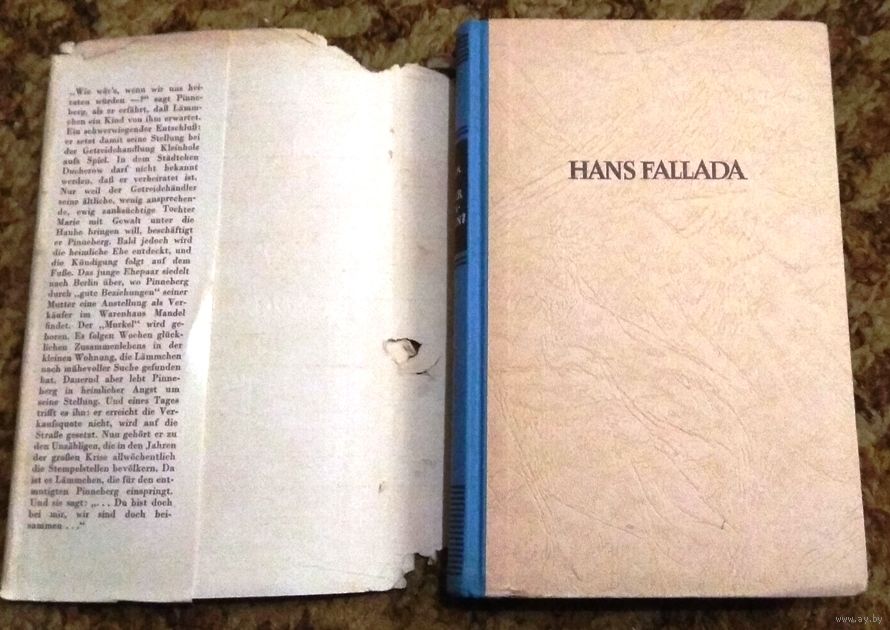 „Wie wär's, wenn wir uns hei-
raten würden —?" sagt Pinne-
berg, als er erfährt, daß Lämm-
chen ein Kind von ihm erwartet.
Ein schwerwiegender Entschluß:
er setzt damit seine Stellung bei
der Getreidehandlung Kleinholz
aufs Spiel. In dem Städtchen
Ducherow darf nicht bekannt
werden, daß er verheiratet ist.
Nur weil der Getreidehändler
seine ältliche, wenig ansprechen-
de, ewig zanksüchtige Tochter
Marie mit Gewalt unter die
Haube bringen will, beschäftigt
er Pinneberg. Bald jedoch wird
die heimliche Ehe entdeckt, und
die Kündigung folgt auf dem
Fuße. Das junge Ehepaar siedelt
nach Berlin über, wo Pinneberg
durch „gute Beziehungen" seiner
Mutter eine Anstellung als Ver-
käufer im Warenhaus Mandel
findet. Der „Murkel" wird ge-
boren. Es folgen Wochen glück-
lichen Zusammenlebens in der
kleinen Wohnung, die Lämmchen
nach mühevoller Suche gefunden
hat. Dauernd aber lebt Pinne-
berg in heimlicher Angst um
seine Stellung. Und eines Tages
trifft es ihn: er erreicht die Ver-
kaufsquote nicht, wird auf die
Straße gesetzt. Nun gehört er zu
den Unzähligen, die in den Jahren
der großen Krise allwöchentlich
die Stempelstellen bevölkern. Da
ist es Lämmchen, die für den ent-
mutigten Pinneberg einspringt.
Und sie sagt: „... Du bist doch
bei mir, wir sind doch bei-
sammen ..."
HANS FALLADA
www.ay.by